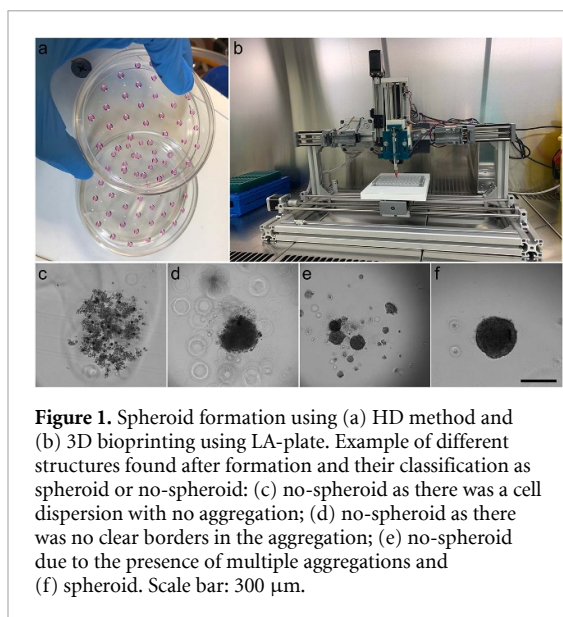 a
b
c
d
e
f
Figure 1. Spheroid formation using (a) HD method and
(b) 3D bioprinting using LA-plate. Example of different
structures found after formation and their classification as
spheroid or no-spheroid: (c) no-spheroid as there was a cell
dispersion with no aggregation; (d) no-spheroid as there
was no clear borders in the aggregation; (e) no-spheroid
due to the presence of multiple aggregations and
(f) spheroid. Scale bar: 300 μm.